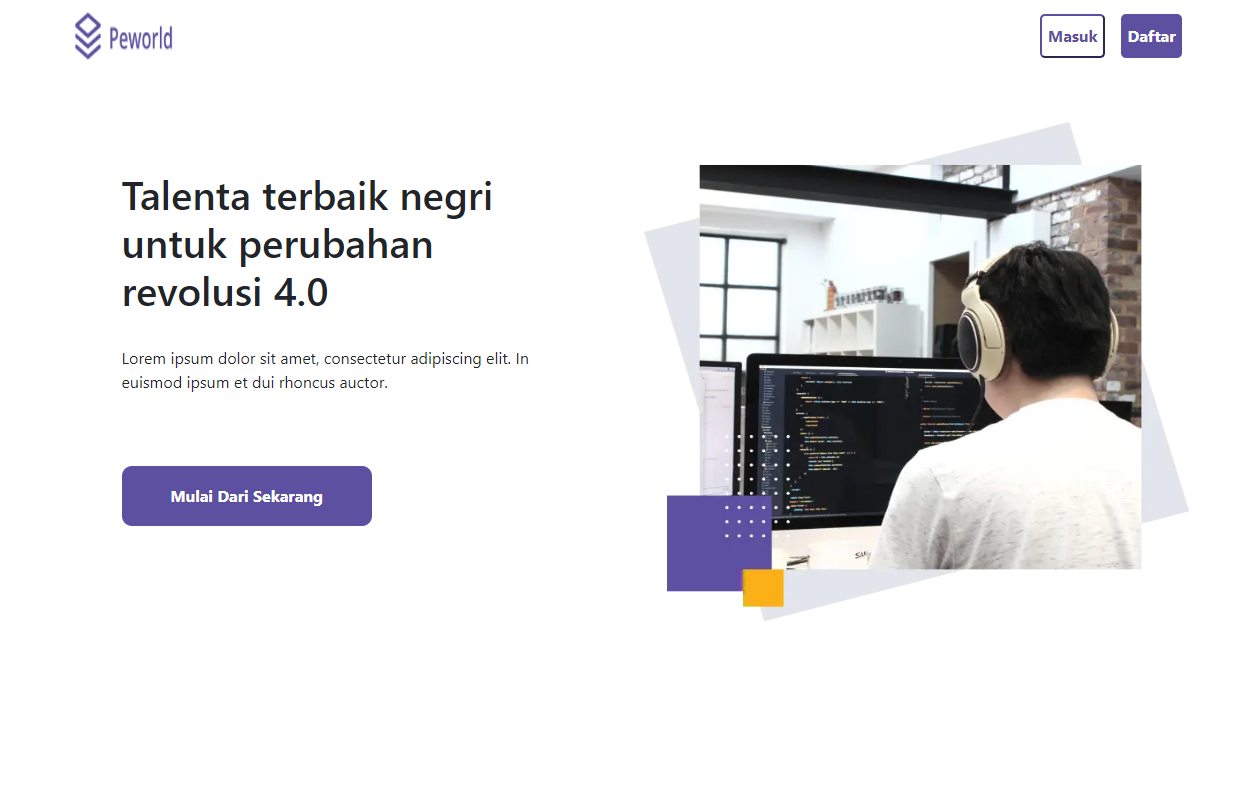 Peworld
Masuk
Daftar
Talenta terbaik negri
untuk perubahan
revolusi 4.0
Lorem ipsum dolor sit amet, consectetur adipiscing elit. In
euismod ipsum et dui rhoncus auctor.
Mulai Dari Sekarang